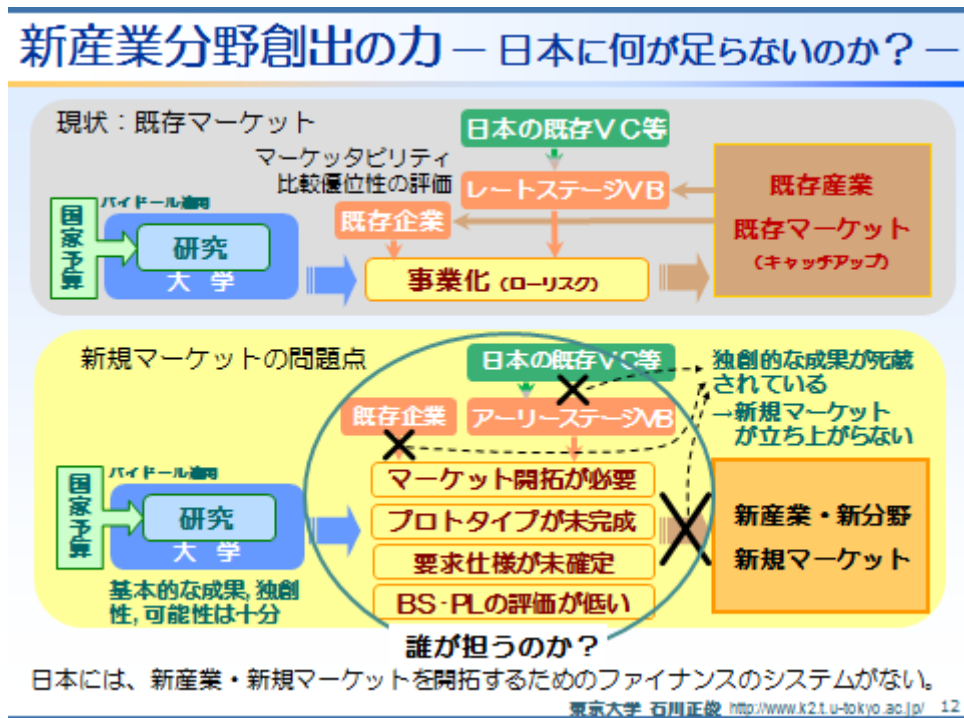 新産業分野創出の力 － 日本に何が足らないのか？ －
現状：既存マーケット
日本の既存ＶＣ等
マーケッタビリティ
比較優位性の評価
レートステージVB
既存産業
既存マーケット
(キャッチアップ)
バイドール適用
既存企業
国家予算
研究
大 学
事業化 (ローリスク)
新規マーケットの問題点
日本の既存ＶＣ等
独創的な成果が死蔵
されている
→新規マーケット
が立ち上がらない
既存企業
アーリーステージVB
バイドール適用
国家予算
研究
大 学
マーケット開拓が必要
プロトタイプが未完成
要求仕様が未確定
BS･PLの評価が低い
新産業・新分野
新規マーケット
基本的な成果, 独創
性, 可能性は十分
誰が担うのか？
日本には、新産業・新規マーケットを開拓するためのファイナンスのシステムがない。
東京大学 石川正俊 http://www.k2.t.u-tokyo.ac.jp/ 12